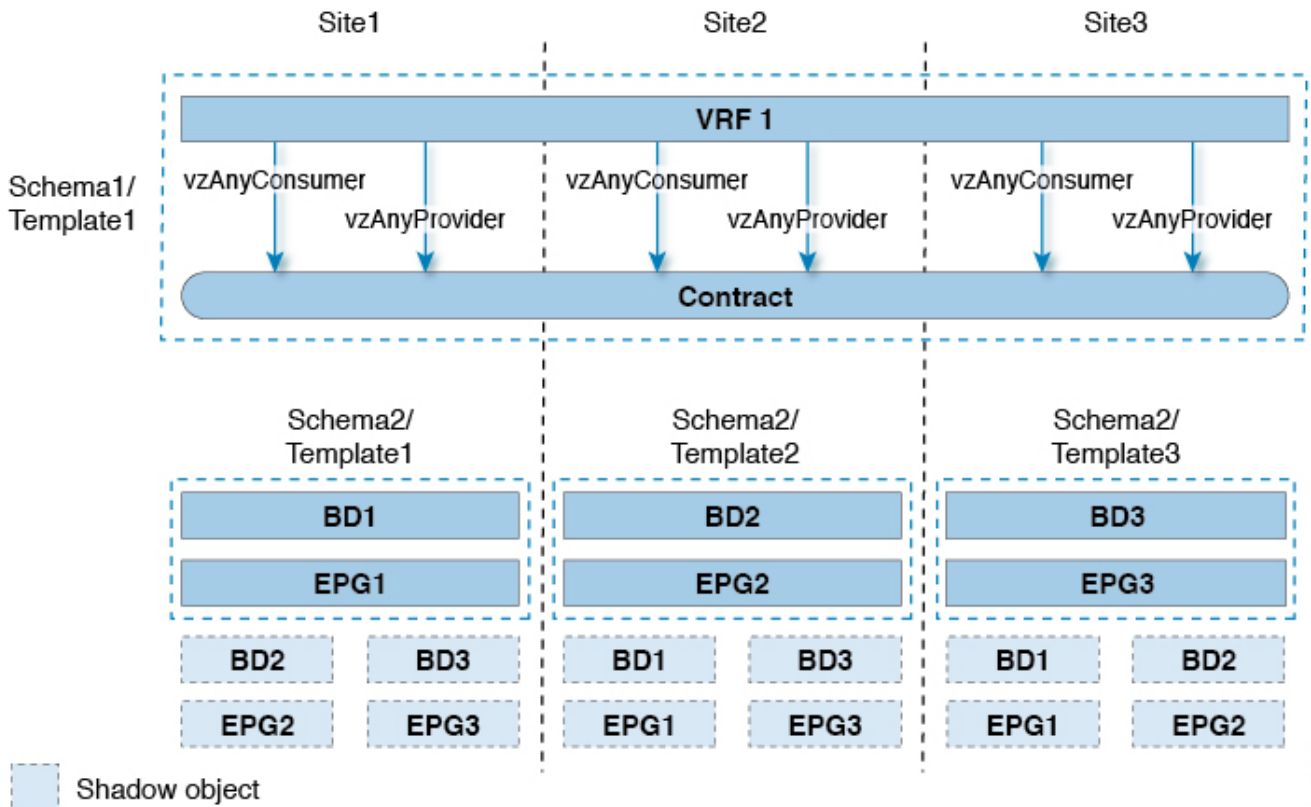 Site1
Site2
Site3
VRF 1
Schema1/
Template1
vzAnyConsumer
vzAnyProvider
vzAnyConsumer
vzAnyProvider
vzAnyConsumer
vzAnyProvider
Contract
Schema2/
Template1
Schema2/
Template2
Schema2/
Template3
BD1
BD2
BD3
EPG1
EPG2
EPG3
BD2
BD3
BD1
BD3
BD1
BD2
EPG2
EPG3
EPG1
EPG3
EPG1
EPG2
Shadow object